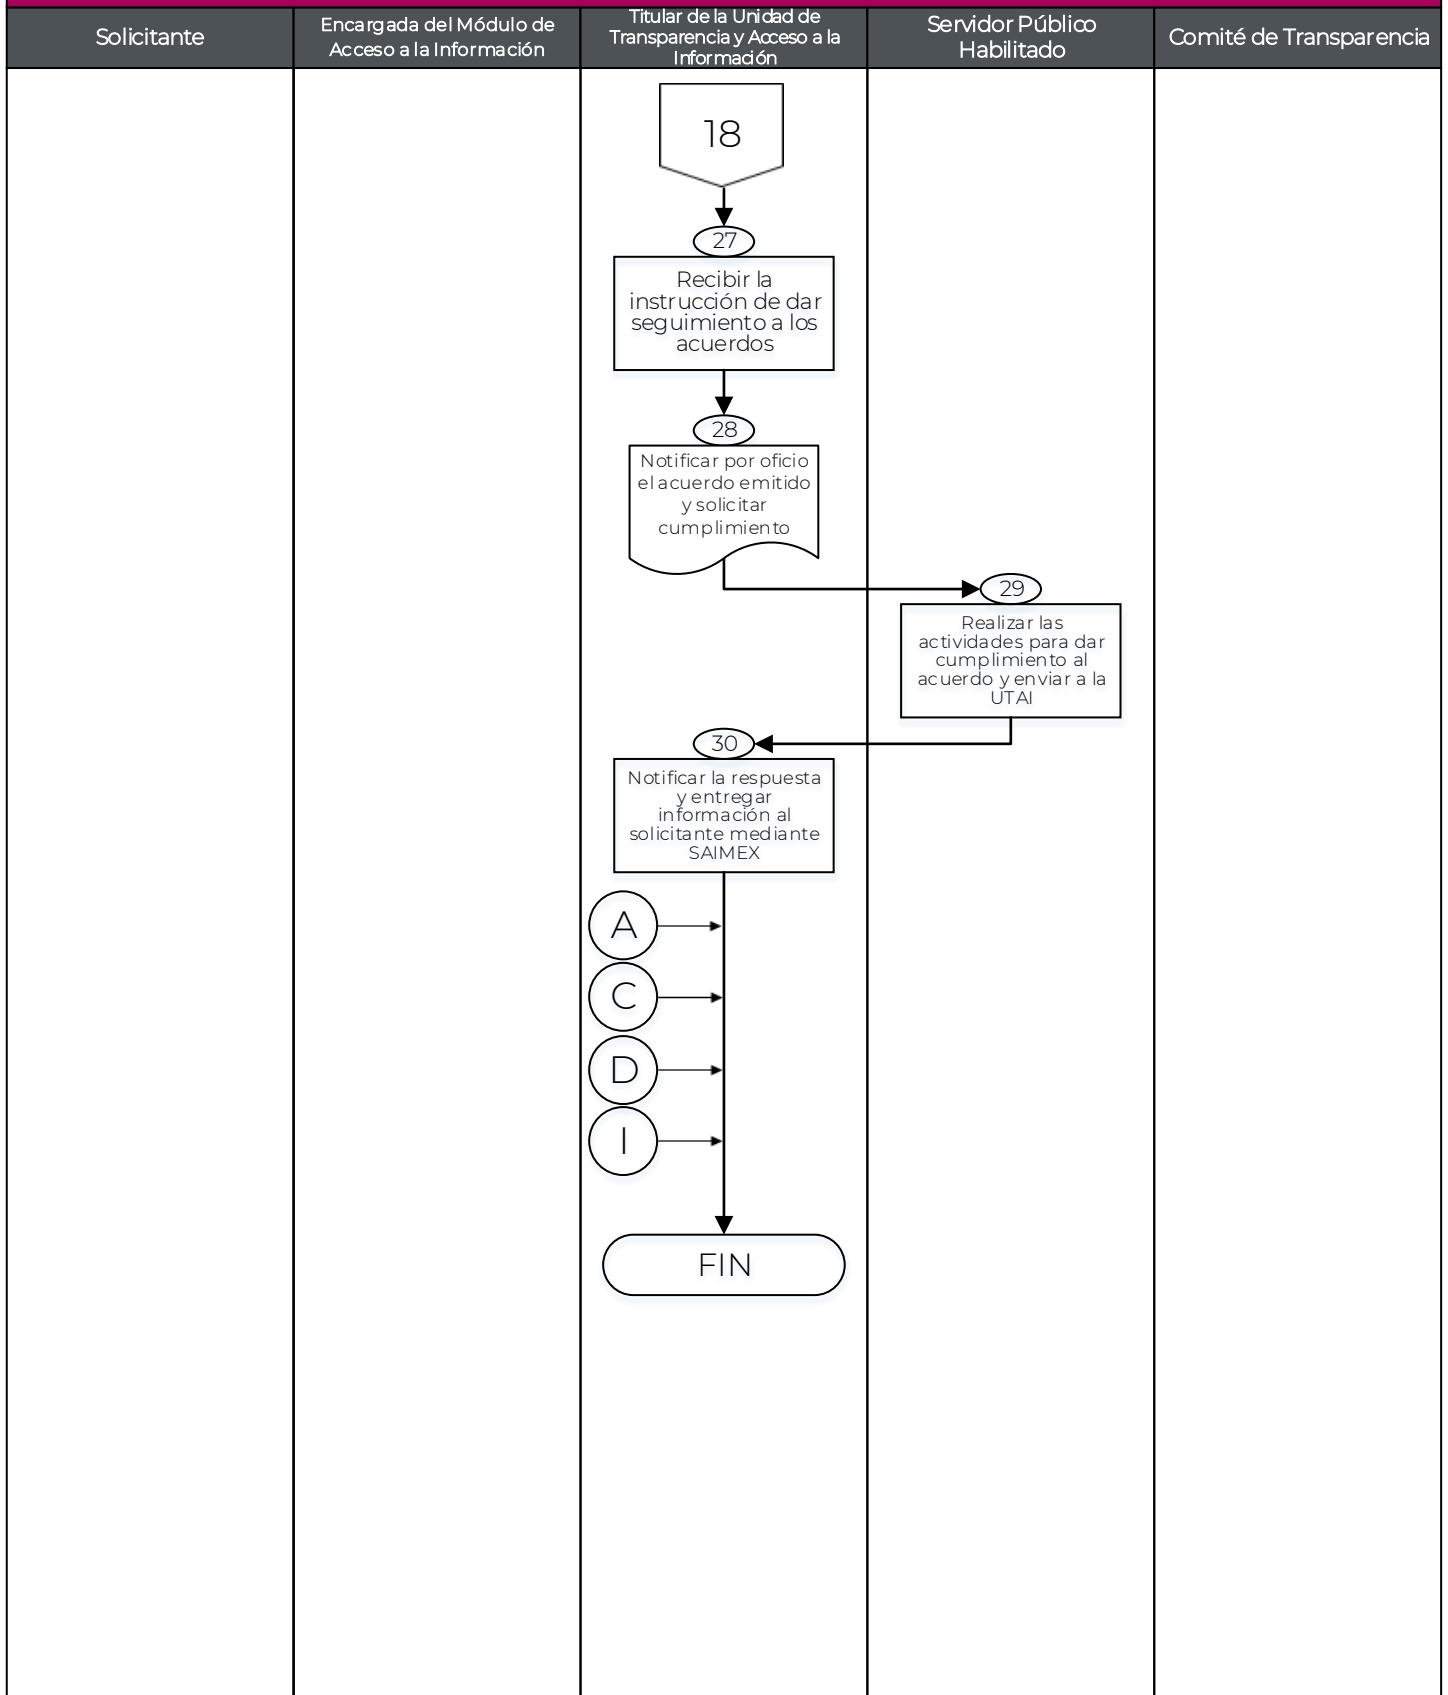 Solicitante
Encargada del Módulo de
Acceso a la Información
Titular de la Unidad de
Transparencia y Acceso a la
Información
Servidor Público
Habilitado
Comité de Transparencia
18
27
Recibir la
instrucción de dar
seguimiento a los
acuerdos
28
Notificar por oficio
el acuerdo emitido
y solicitar
cumplimiento
29
Realizar las
actividades para dar
cumplimiento al
acuerdo y enviar a la
UTAI
30
Notificar la respuesta
y entregar
información al
solicitante mediante
SAIMEX
A
C
D
I
FIN